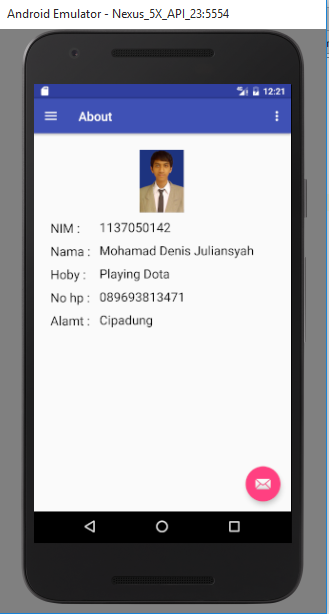 Android Emulator - Nexus_5X_API_23:5554
12:21
About
NIM : 1137050142
Nama : Mohamad Denis Juliansyah
Hoby : Playing Dota
No hp : 089693813471
Alamt : Cipadung